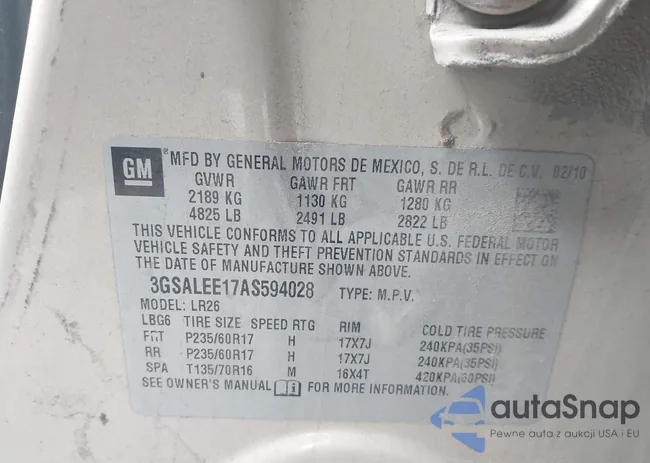 GM
® MFD BY GENERAL MOTORS DE MEXICO, S. DE R.L. DE C.V. 02/10
GVWR GAWR FRT GAWR RR
2189 KG 1130 KG 1280 KG
4825 LB 2491 LB 2822 LB
THIS VEHICLE CONFORMS TO ALL APPLICABLE U.S. FEDERAL MOTOR
VEHICLE SAFETY AND THEFT PREVENTION STANDARDS IN EFFECT ON
THE DATE OF MANUFACTURE SHOWN ABOVE.
3GSALEE17AS594028 TYPE: M.P.V.
MODEL: LR26
LBG6 TIRE SIZE SPEED RTG RIM COLD TIRE PRESSURE
FRT P235/60R17 H 17X7J 240KPA(35PSI)
RR P235/60R17 H 17X7J 240KPA(35PSI)
SPA T135/70R16 M 16X4T 420KPA(60PSI)
SEE OWNER'S MANUAL FOR MORE INFORMATION.
autaSnap
Pewne auta z aukcji USA i EU